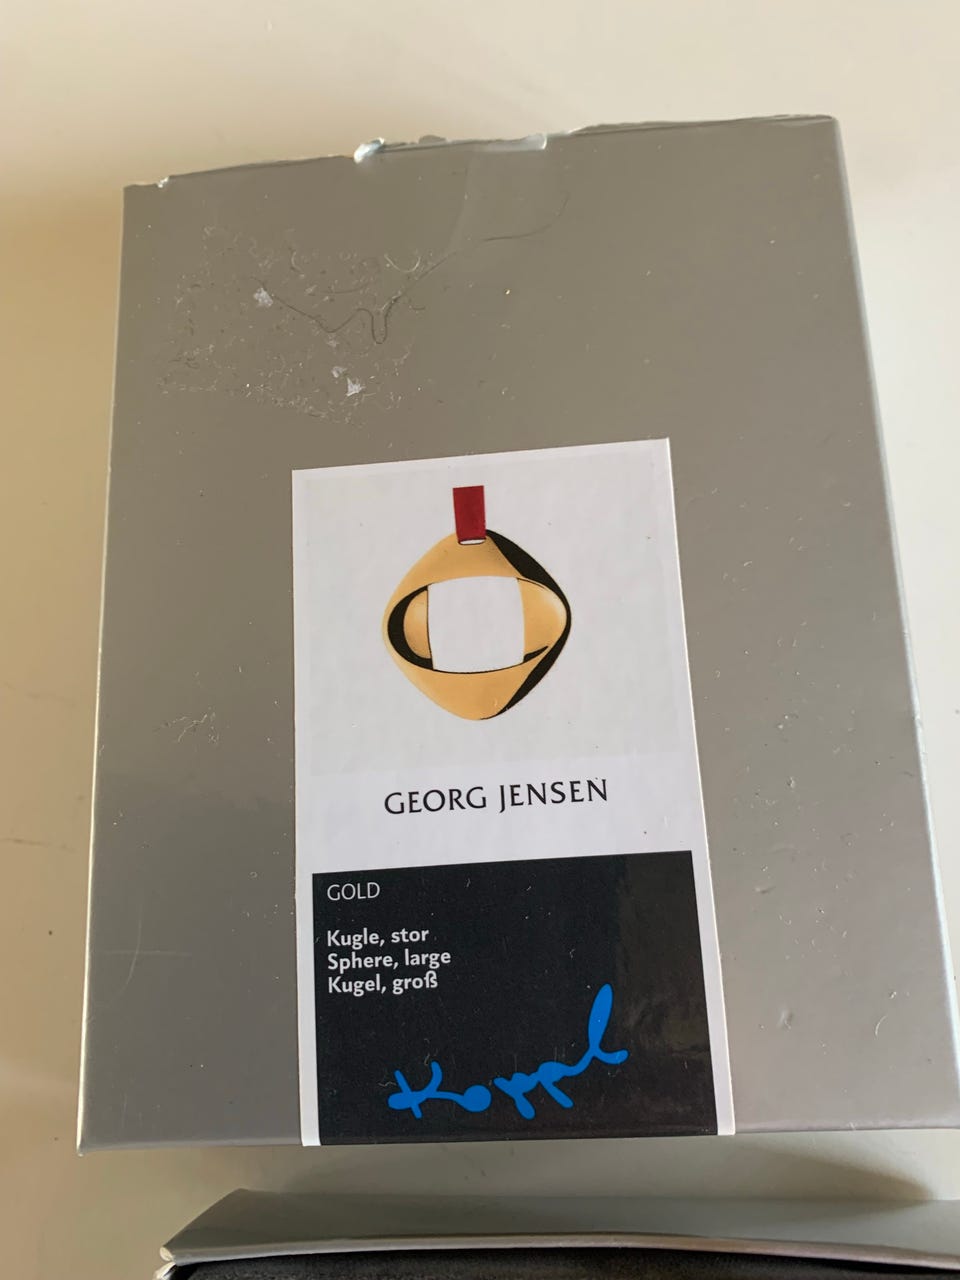 GEORG JENSEN
GOLD
Kugle, stor
Sphere, large
Kugel, groß
Koppel